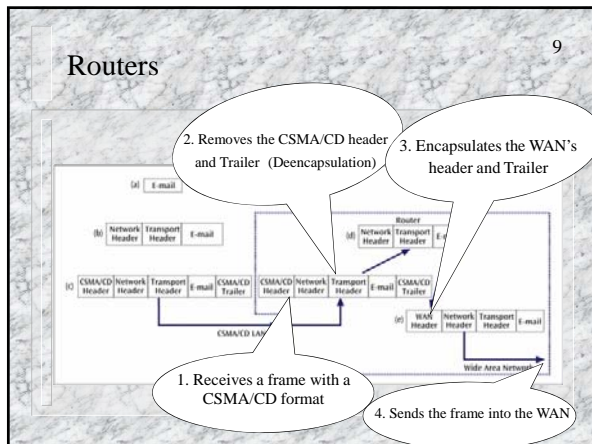 9
Routers
2. Removes the CSMA/CD header
and Trailer (Deencapsulation)
3. Encapsulates the WAN's
header and Trailer
(a) E-mail
Router
(b) Network Header Transport Header E-mail
(d) Network Header Transport Header
(c) CSMA/CD Header Network Header Transport Header E-mail CSMA/CD Trailer
CSMA/CD Header Network Header Transport Header E-mail CSMA/CD Trailer
(e) WAN Header Network Header Transport Header E-mail
CSMA/CD LAN
Wide Area Network
1. Receives a frame with a
CSMA/CD format
4. Sends the frame into the WAN